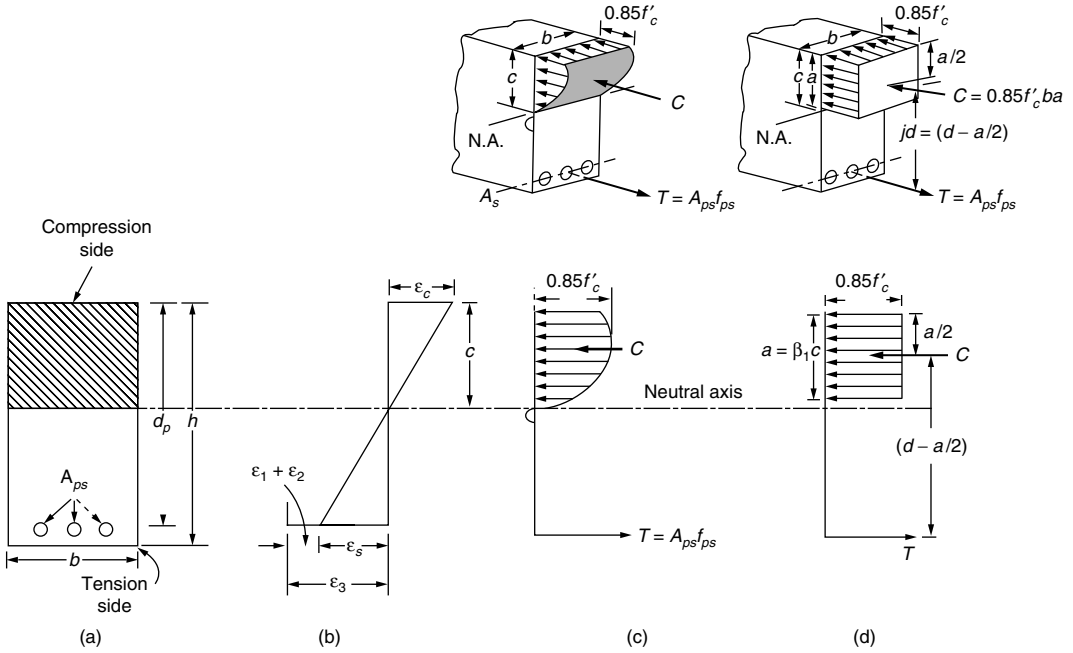 0.85f′c
b
c
C
N.A.
As
T = Apsfps
0.85f′c
b
a/2
c a
C = 0.85f′cba
N.A.
jd = (d – a/2)
T = Apsfps
Compression
side
dp
h
Aps
b
Tension
side
(a)
εc
c
ε1 + ε2
εs
ε3
(b)
0.85f′c
C
Neutral axis
T = Apsfps
(c)
0.85f′c
a/2
a = β1c
C
(d – a/2)
T
(d)